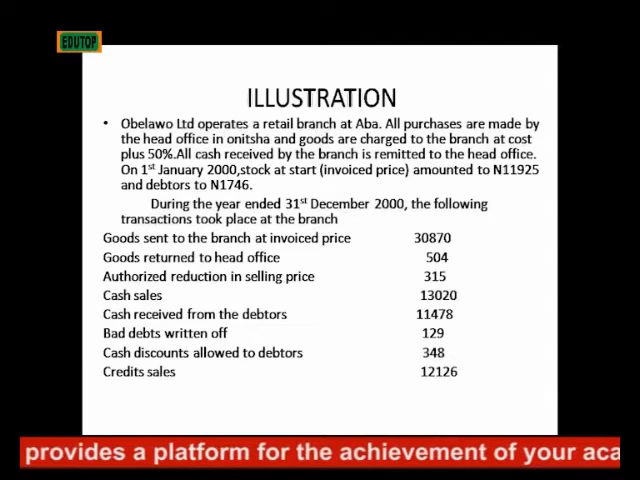 EDUTOP
ILLUSTRATION
• Obelawo Ltd operates a retail branch at Aba. All purchases are made by
the head office in onitsha and goods are charged to the branch at cost
plus 50%.All cash received by the branch is remitted to the head office.
On 1st January 2000,stock at start (invoiced price) amounted to N11925
and debtors to N1746.
During the year ended 31st December 2000, the following
transactions took place at the branch
Goods sent to the branch at invoiced price 30870
Goods returned to head office 504
Authorized reduction in selling price 315
Cash sales 13020
Cash received from the debtors 11478
Bad debts written off 129
Cash discounts allowed to debtors 348
Credits sales 12126
provides a platform for the achievement of your aca